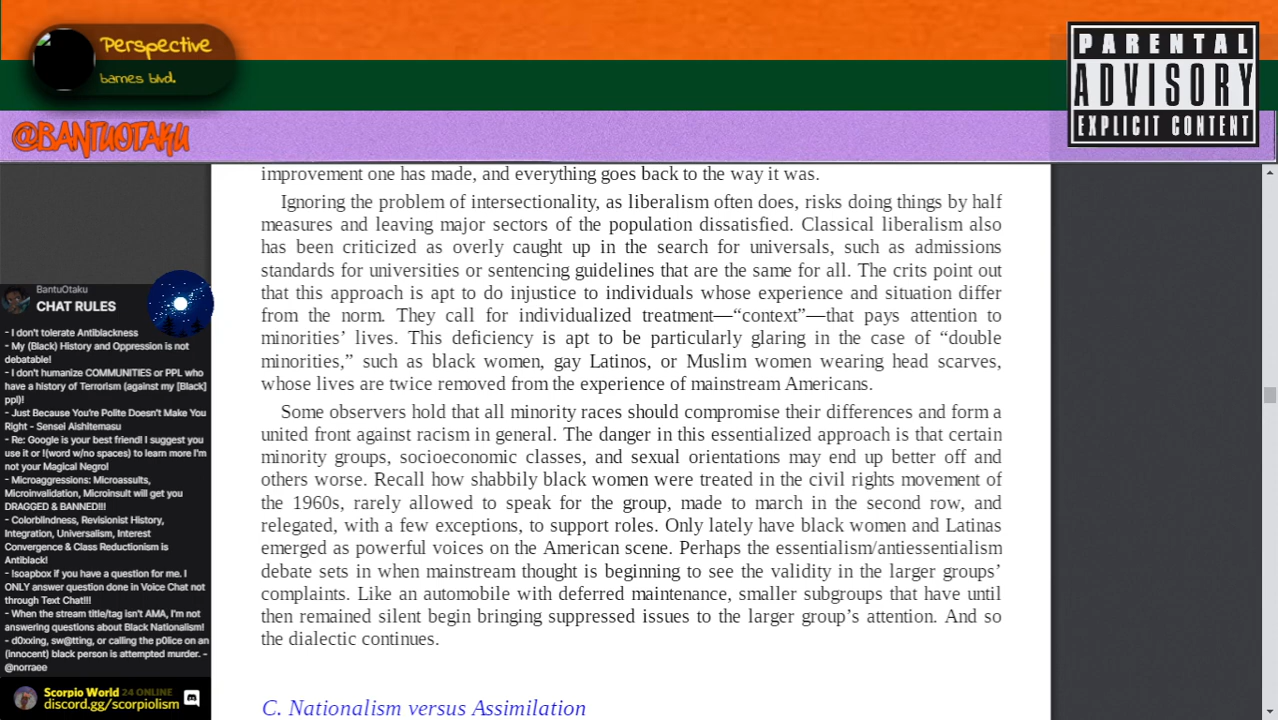 Perspective
barnes blvd.
@BANTUOTAKU
PARENTAL
ADVISORY
EXPLICIT CONTENT
improvement one has made, and everything goes back to the way it was.
Ignoring the problem of intersectionality, as liberalism often does, risks doing things by half
measures and leaving major sectors of the population dissatisfied. Classical liberalism also
has been criticized as overly caught up in the search for universals, such as admissions
standards for universities or sentencing guidelines that are the same for all. The crits point out
that this approach is apt to do injustice to individuals whose experience and situation differ
from the norm. They call for individualized treatment—“context”—that pays attention to
minorities’ lives. This deficiency is apt to be particularly glaring in the case of “double
minorities,” such as black women, gay Latinos, or Muslim women wearing head scarves,
whose lives are twice removed from the experience of mainstream Americans.
Some observers hold that all minority races should compromise their differences and form a
united front against racism in general. The danger in this essentialized approach is that certain
minority groups, socioeconomic classes, and sexual orientations may end up better off and
others worse. Recall how shabbily black women were treated in the civil rights movement of
the 1960s, rarely allowed to speak for the group, made to march in the second row, and
relegated, with a few exceptions, to support roles. Only lately have black women and Latinas
emerged as powerful voices on the American scene. Perhaps the essentialism/antiessentialism
debate sets in when mainstream thought is beginning to see the validity in the larger groups’
complaints. Like an automobile with deferred maintenance, smaller subgroups that have until
then remained silent begin bringing suppressed issues to the larger group’s attention. And so
the dialectic continues.
C. Nationalism versus Assimilation
BantuOtaku
CHAT RULES
- I don't tolerate Antiblackness
- My (Black) History and Oppression is not
debatable!
- I don't humanize COMMUNITIES or PPL who
have a history of Terrorism (against my [Black]
ppl)!
- Just Because You're Polite Doesn't Make You
Right - Sensei Aishitemasu
- Re: Google is your best friend! I suggest you
use it or !(word w/no spaces) to learn more I'm
not your Magical Negro!
- Microaggressions: Microassults,
Microinvalidation, Microinsult will get you
DRAGGED & BANNED!!!
- Colorblindness, Revisionist History,
Integration, Universalism, Interest
Convergence & Class Reductionism is
Antiblack!
- !soapbox if you have a question for me. I
ONLY answer question done in Voice Chat not
through Text Chat!!!
- When the stream title/tag isn't AMA, I'm not
answering questions about Black Nationalism!
- d0xxing, sw@tting, or calling the p0lice on an
(innocent) black person is attempted murder. -
@norraee
Scorpio World 24 ONLINE
discord.gg/scorpiolism